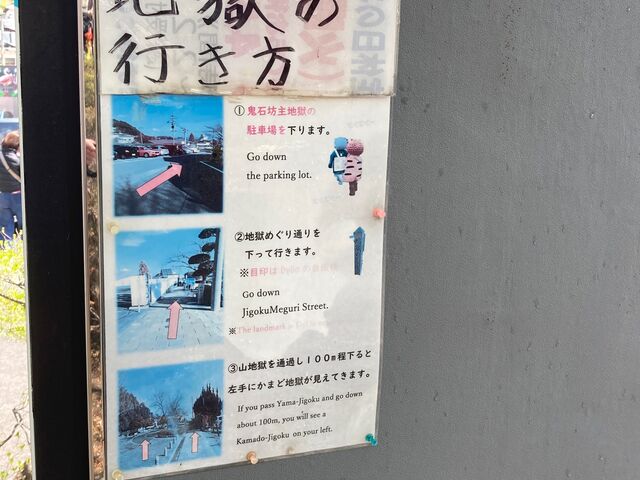 地獄の
行き方
① 鬼石坊主地獄の
駐車場を下ります。
Go down
the parking lot.
②地獄めぐり通りを
下って行きます。
※目印は
Go down
JigokuMeguri Street.
※The landmark
③山地獄を通過し100m程下ると
左手にかまど地獄が見えてきます。
If you pass Yama-Jigoku and go down
about 100m, you will see a
Kamado-Jigoku on your left.